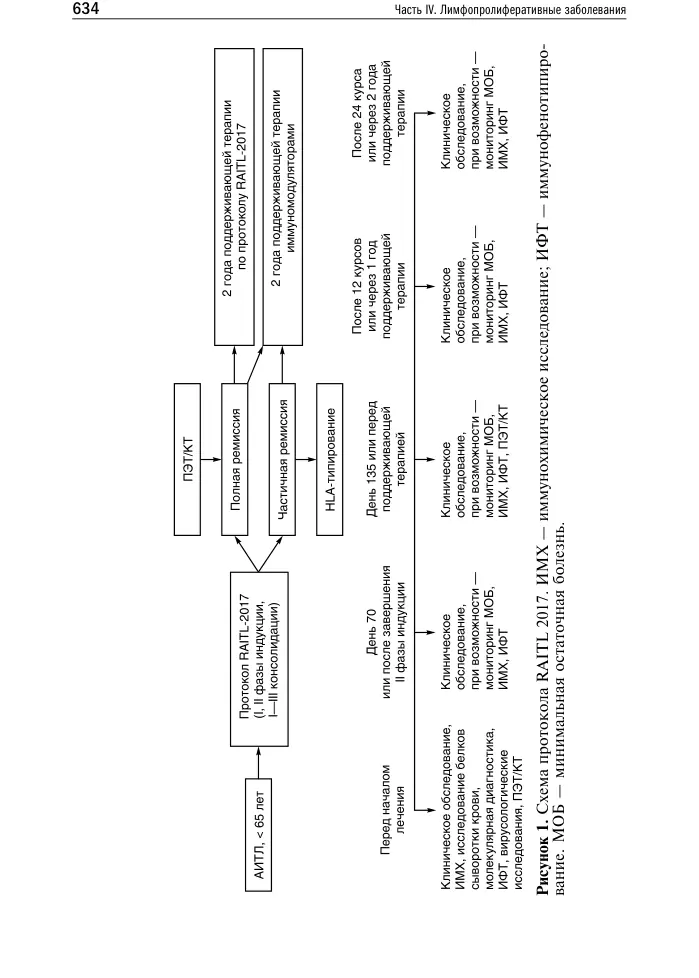 634
Часть IV. Лимфопролиферативные заболевания
АИТЛ, < 65 лет
Протокол RAITL-2017
(I, II фазы индукции,
I—III консолидации)
ПЭТ/КТ
Полная ремиссия
Частичная ремиссия
HLA-типирование
2 года поддерживающей терапии
по протоколу RAITL-2017
2 года поддерживающей терапии
иммуномодуляторами
Перед началом
лечения
День 70
или после завершения
II фазы индукции
День 135 или перед
поддерживающей
терапией
После 12 курсов
или через 1 год
поддерживающей
терапии
После 24 курса
или через 2 года
поддерживающей
терапии
Клиническое обследование,
ИМХ, исследование белков
сыворотки крови,
молекулярная диагностика,
ИФТ, вирусологические
исследования, ПЭТ/КТ
Клиническое
обследование,
при возможности —
мониторинг МОБ,
ИМХ, ИФТ
Клиническое
обследование,
при возможности —
мониторинг МОБ,
ИМХ, ИФТ, ПЭТ/КТ
Клиническое
обследование,
при возможности —
мониторинг МОБ,
ИМХ, ИФТ
Клиническое
обследование,
при возможности —
мониторинг МОБ,
ИМХ, ИФТ
Рисунок 1. Схема протокола RAITL 2017. ИМХ — иммунохимическое исследование; ИФТ — иммунофенотипиро-
вание. МОБ — минимальная остаточная болезнь.